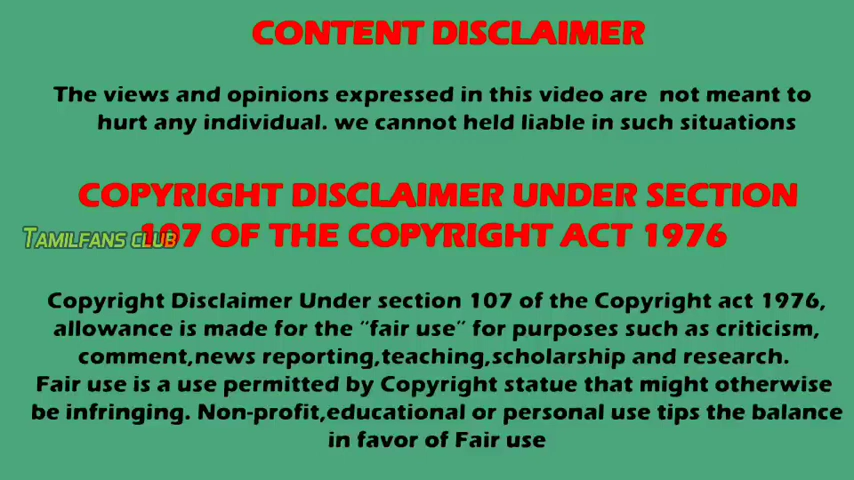 CONTENT DISCLAIMER
The views and opinions expressed in this video are not meant to
hurt any individual. we cannot held liable in such situations
COPYRIGHT DISCLAIMER UNDER SECTION
107 OF THE COPYRIGHT ACT 1976
TAMILFANS CLUB
Copyright Disclaimer Under section 107 of the Copyright act 1976,
allowance is made for the “fair use” for purposes such as criticism,
comment,news reporting,teaching,scholarship and research.
Fair use is a use permitted by Copyright statue that might otherwise
be infringing. Non-profit,educational or personal use tips the balance
in favor of Fair use